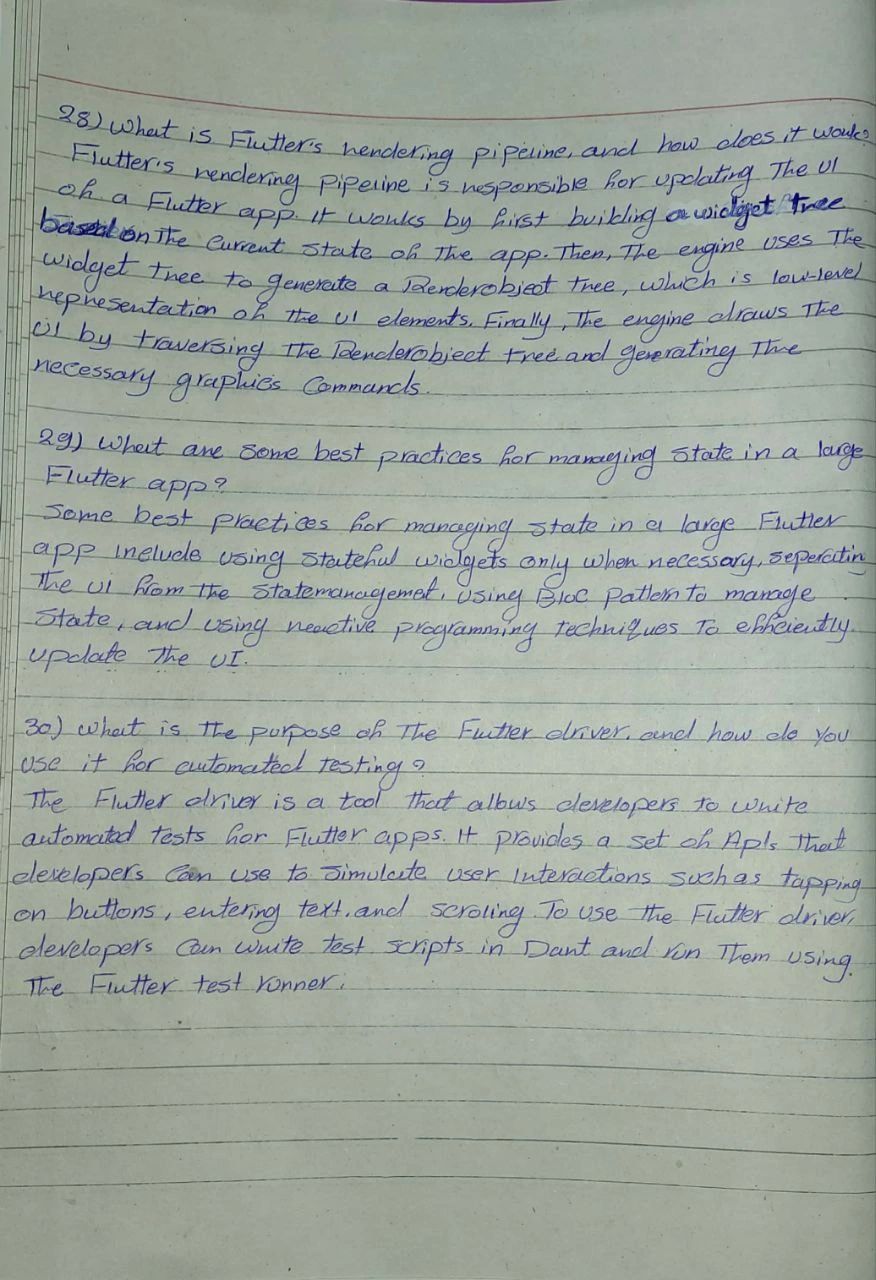 28) What is Flutter's rendering pipeline, and how does it work?
Flutter's rendering pipeline is responsible for updating The UI
of a Flutter app. It works by first building a widget tree
based on The current state of The app. Then, The engine uses The
widget tree to generate a Renderobject tree, which is low-level
representation of the UI elements. Finally, The engine draws The
UI by traversing The Renderobject tree and generating The
necessary graphics Commands.
29) What are some best practices for managing state in a large
Flutter app?
Some best practices for managing state in a large Flutter
app include using stateful widgets only when necessary, seperatin
The UI from the Statemanagemet, using Bloc Pattern to manage
State, and using reactive programming techniques To efficiently
update The UI.
30) What is the purpose of The Flutter driver, and how do you
use it for automated testing?
The Flutter driver is a tool that allows developers to write
automated tests for Flutter apps. It provides a set of APIs That
developers can use to simulate user Interactions such as tapping
on buttons, entering text, and scroling. To use the Flutter driver,
developers can write test scripts in Dart and run Them using
The Flutter test runner.